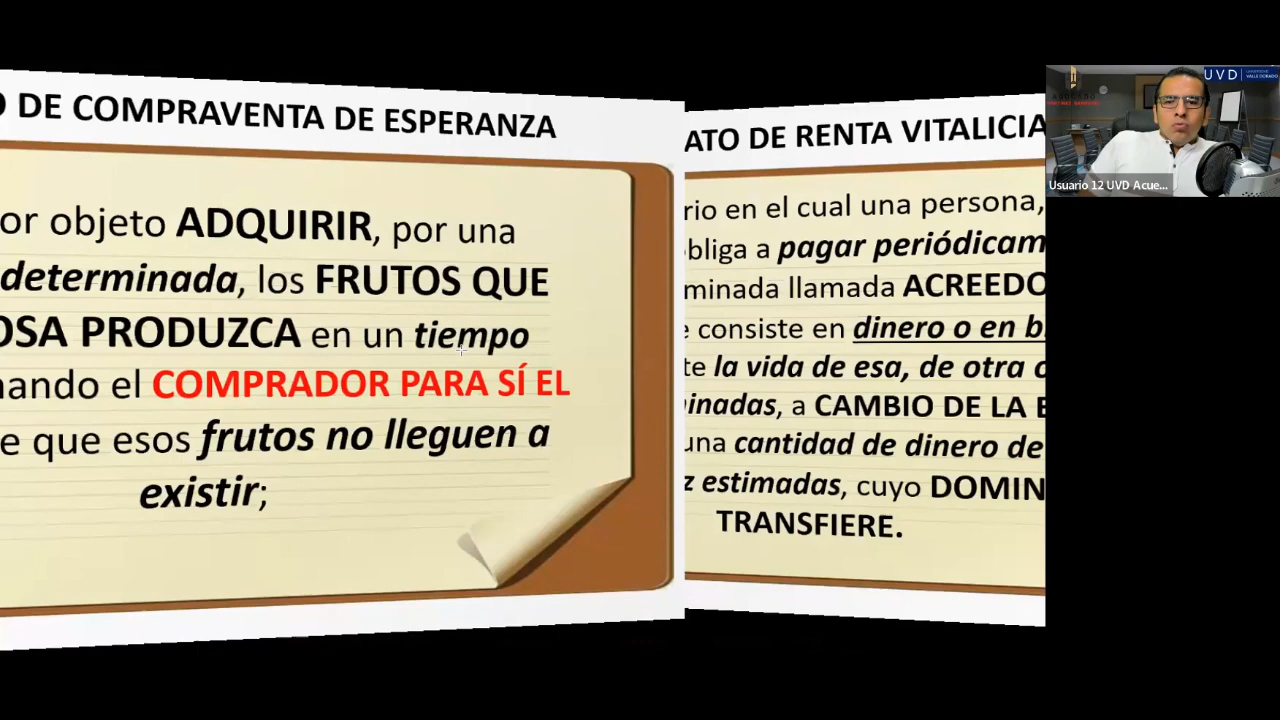 DE COMPRAVENTA DE ESPERANZA
or objeto ADQUIRIR, por una
determinada, los FRUTOS QUE
OSA PRODUZCA en un tiempo
nando el COMPRADOR PARA SÍ EL
e que esos frutos no lleguen a
existir;
ATO DE RENTA VITALICIA
rio en el cual una persona,
obliga a pagar periódicam
minada llamada ACREEDO
e consiste en dinero o en b
te la vida de esa, de otra o
inadas, a CAMBIO DE LA E
una cantidad de dinero de
z estimadas, cuyo DOMIN
TRANSFIERE.
UVD
Usuario 12 UVD Acue...